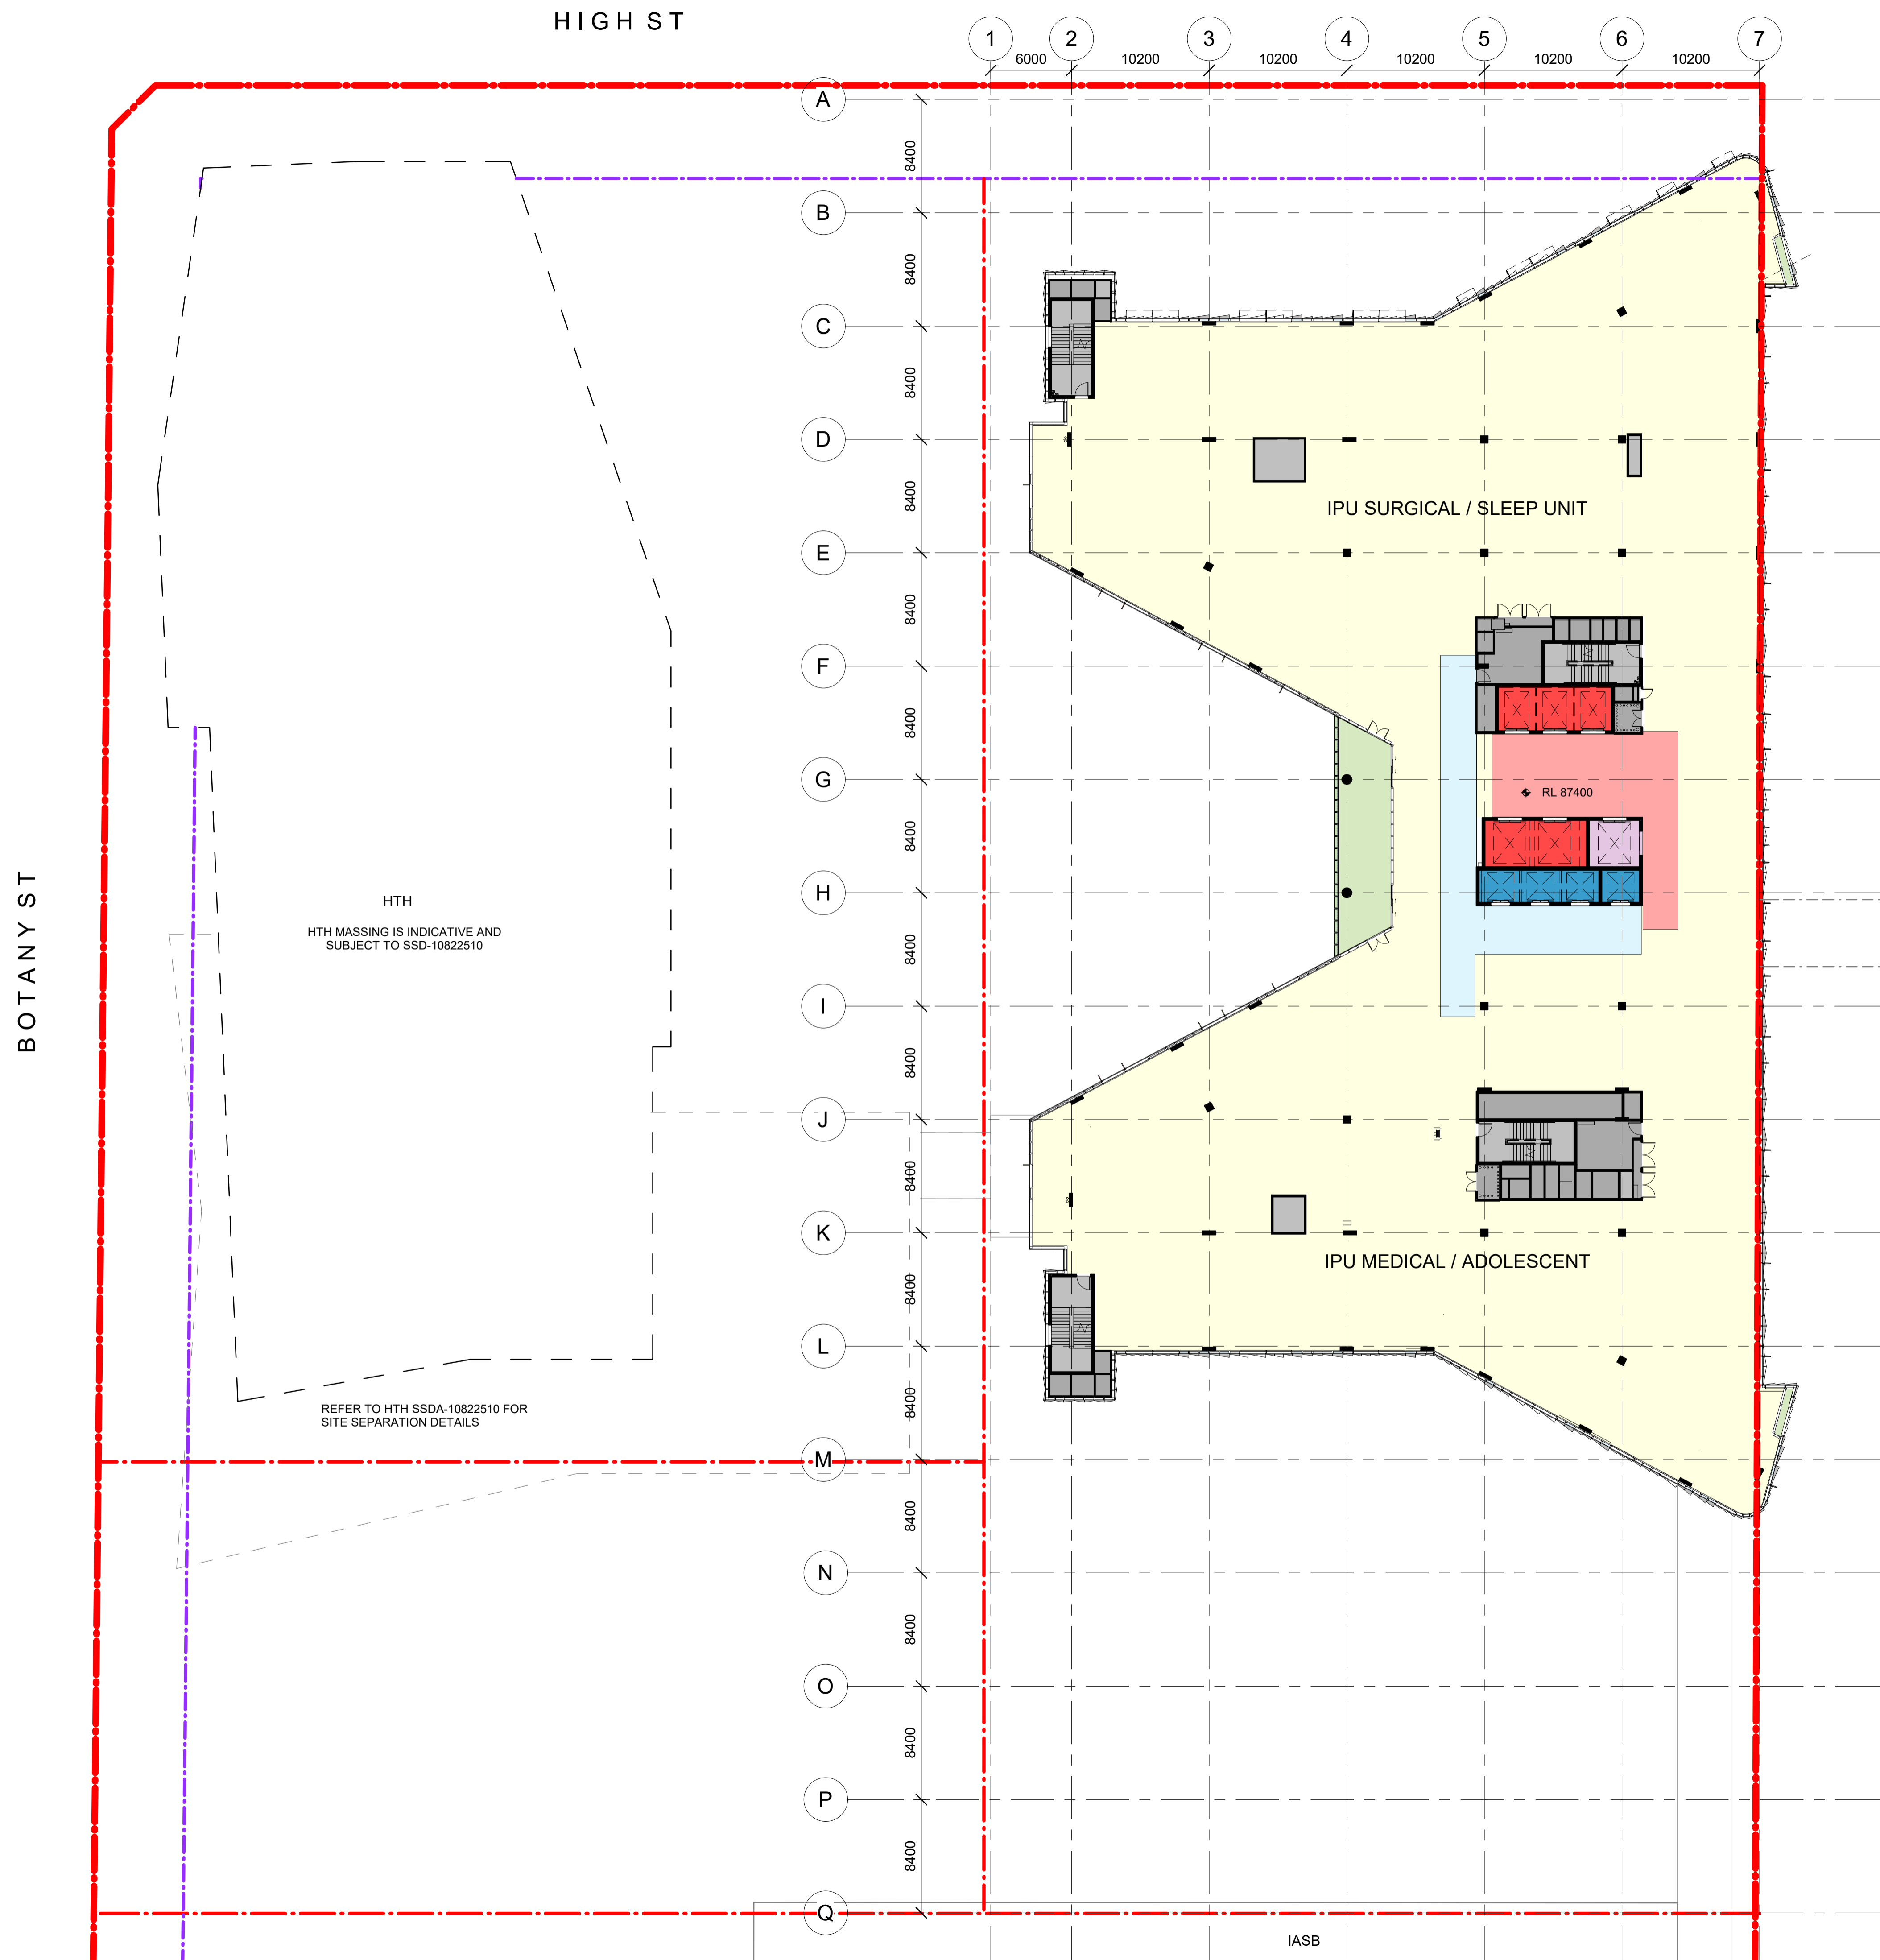 HIGH ST
1
2
3
4
5
6
7
6000
10200
10200
10200
10200
10200
A
8400
B
8400
C
8400
D
8400
IPU SURGICAL / SLEEP UNIT
E
8400
F
8400
G
RL 87400
8400
BOTANY ST
HTH
HTH MASSING IS INDICATIVE AND
SUBJECT TO SSD-10822510
H
8400
I
8400
J
8400
K
IPU MEDICAL / ADOLESCENT
8400
L
8400
REFER TO HTH SSDA-10822510 FOR
SITE SEPARATION DETAILS
M
8400
N
8400
O
8400
P
8400
Q
IASB